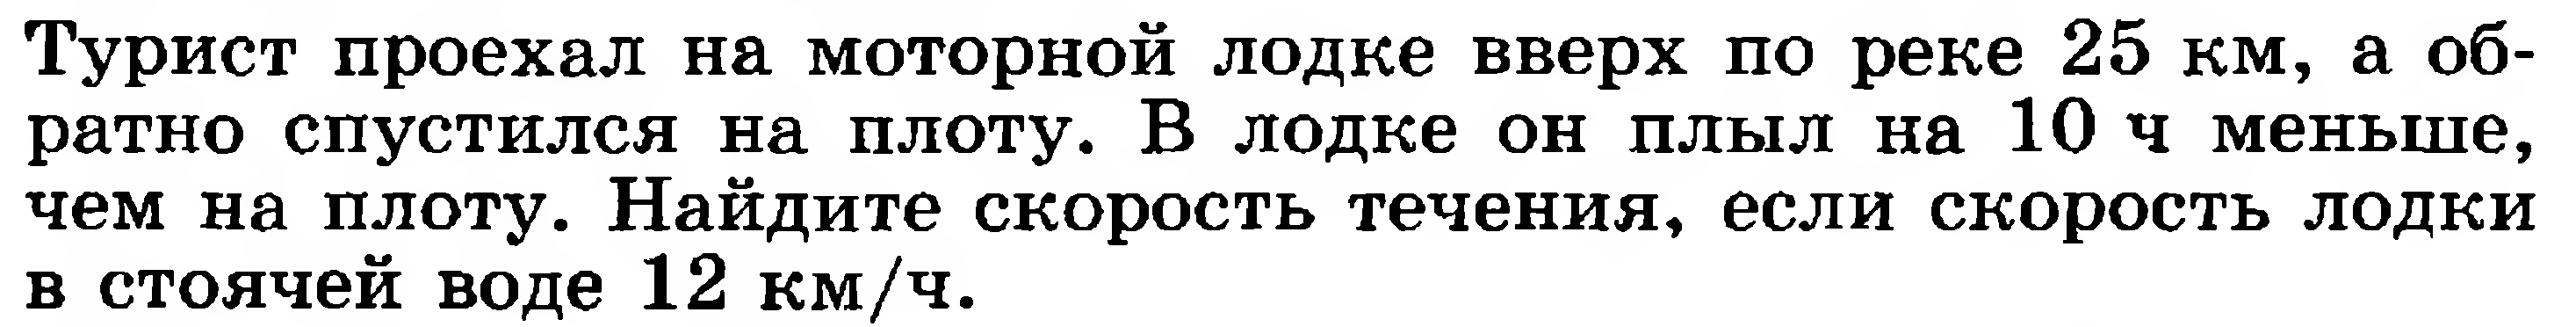 Турист проехал на моторной лодке вверх по реке 25 км, а об-
ратно спустился на плоту. В лодке он плыл на 10 ч меньше,
чем на плоту. Найдите скорость течения, если скорость лодки
в стоячей воде 12 км/ч.